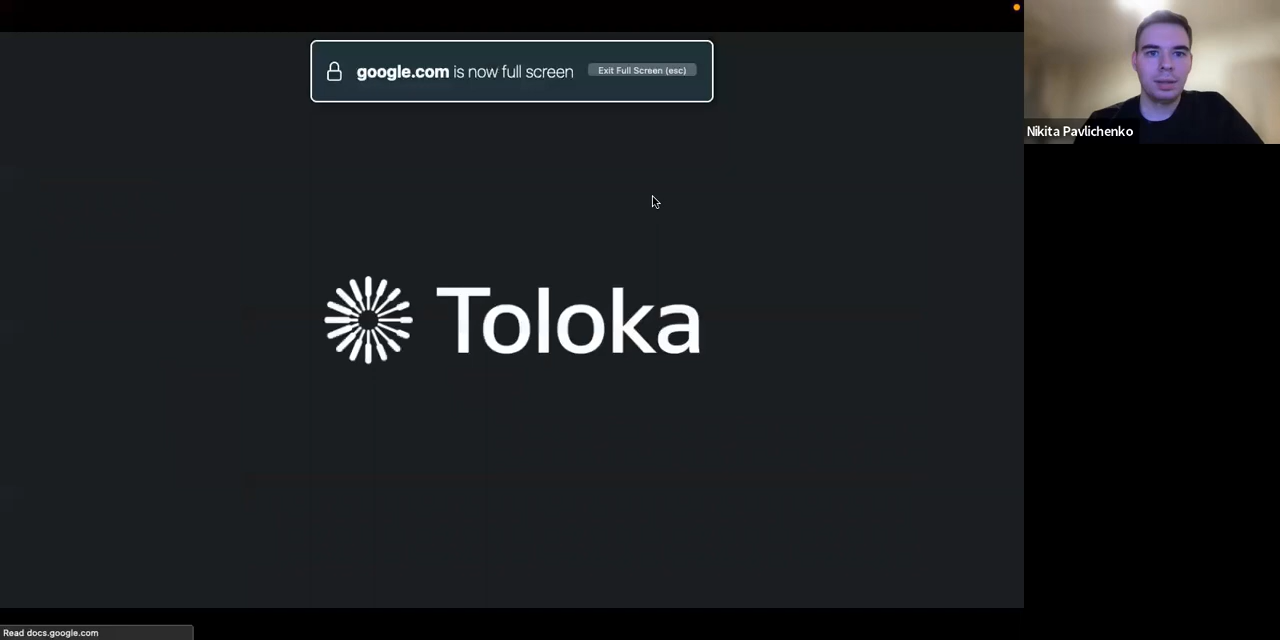 google.com is now full screen
Exit Full Screen (esc)
Nikita Pavlichenko
Toloka
Read docs.google.com